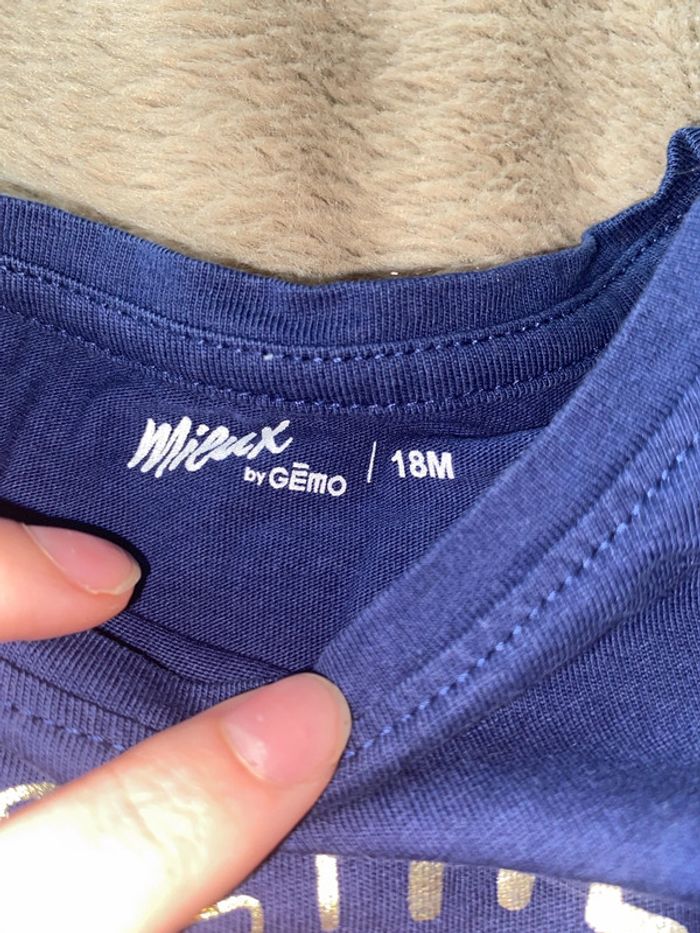 Mieux
by GĒmO | 18M